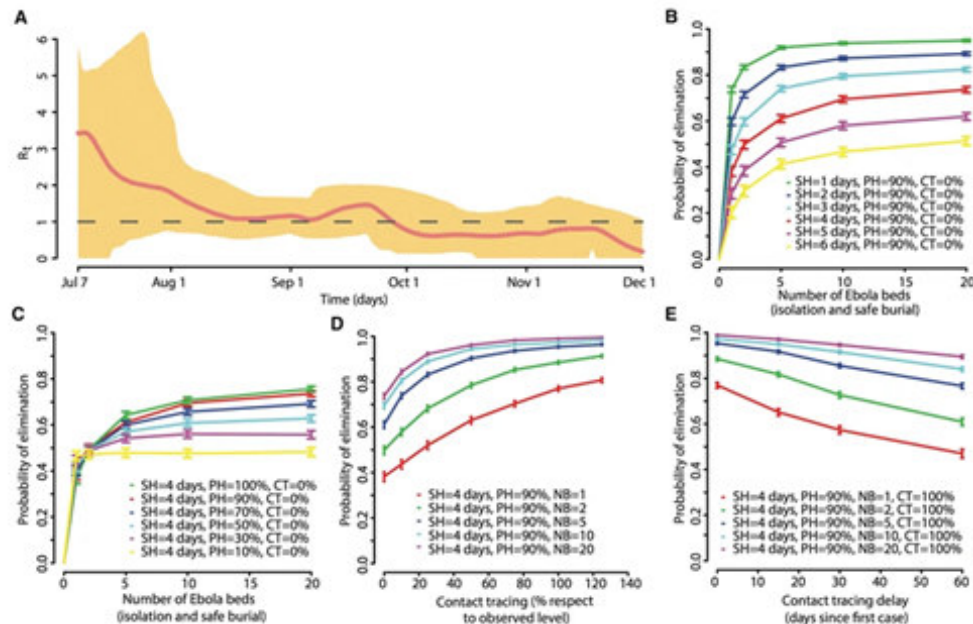 A
Rt
0 1 2 3 4 5 6
Jul 7 Aug 1 Sep 1 Oct 1 Nov 1 Dec 1
Time (days)
B
Probability of elimination
0.0 0.2 0.4 0.6 0.8 1.0
SH=1 days, PH=90%, CT=0%
SH=2 days, PH=90%, CT=0%
SH=3 days, PH=90%, CT=0%
SH=4 days, PH=90%, CT=0%
SH=5 days, PH=90%, CT=0%
SH=6 days, PH=90%, CT=0%
0 5 10 15 20
Number of Ebola beds
(isolation and safe burial)
C
Probability of elimination
0.0 0.2 0.4 0.6 0.8 1.0
SH=4 days, PH=100%, CT=0%
SH=4 days, PH=90%, CT=0%
SH=4 days, PH=70%, CT=0%
SH=4 days, PH=50%, CT=0%
SH=4 days, PH=30%, CT=0%
SH=4 days, PH=10%, CT=0%
0 5 10 15 20
Number of Ebola beds
(isolation and safe burial)
D
Probability of elimination
0.0 0.2 0.4 0.6 0.8 1.0
SH=4 days, PH=90%, NB=1
SH=4 days, PH=90%, NB=2
SH=4 days, PH=90%, NB=5
SH=4 days, PH=90%, NB=10
SH=4 days, PH=90%, NB=20
0 20 40 60 80 100 140
Contact tracing (% respect
to observed level)
E
Probability of elimination
0.0 0.2 0.4 0.6 0.8 1.0
SH=4 days, PH=90%, NB=1, CT=100%
SH=4 days, PH=90%, NB=2, CT=100%
SH=4 days, PH=90%, NB=5, CT=100%
SH=4 days, PH=90%, NB=10, CT=100%
SH=4 days, PH=90%, NB=20, CT=100%
0 10 20 30 40 50 60
Contact tracing delay
(days since first case)